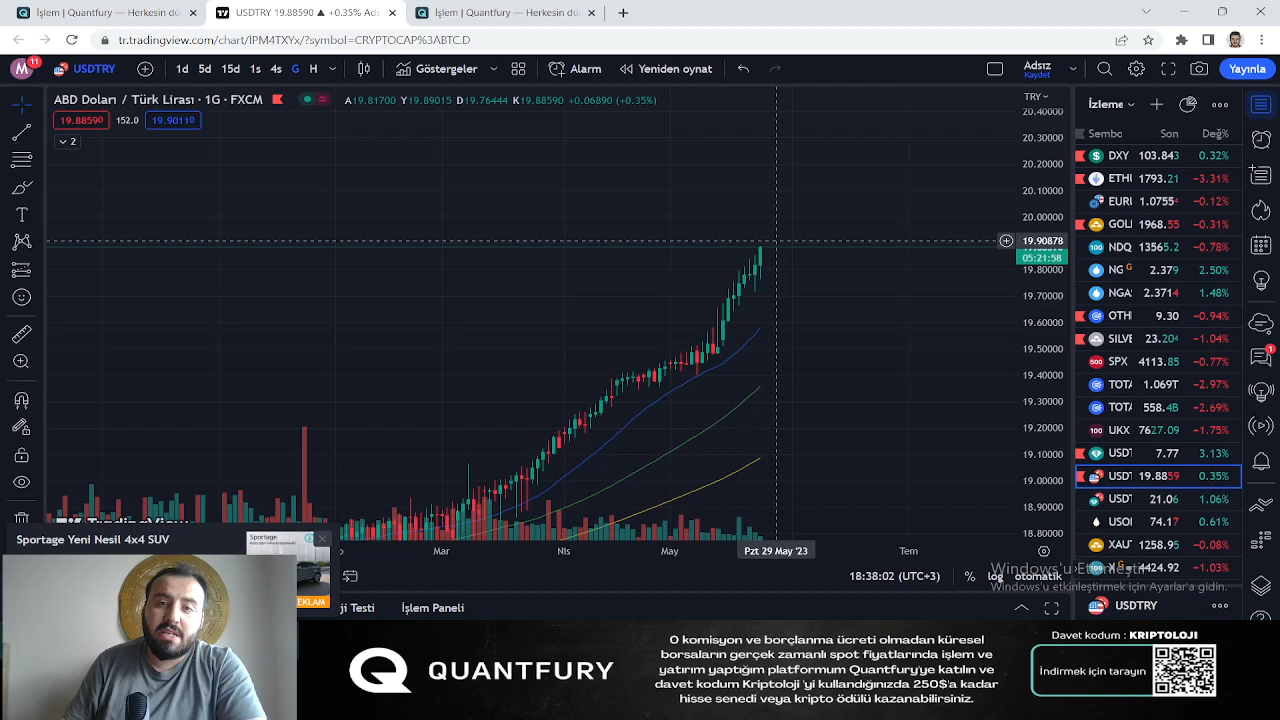 İşlem | Quantfury — Herkesin dü
USDTRY 19.88590 ▲ +0.35% Ads
İşlem | Quantfury — Herkesin dü
tr.tradingview.com/chart/IPM4TXYx/?symbol=CRYPTOCAP%3ABTC.D
M 11 USDTRY 1d 5d 15d 1s 4s G H Göstergeler Alarm Yeniden oynat Adsız Kaydet Yayınla
ABD Doları / Türk Lirası · 1G · FXCM A19.81700 Y19.89015 D19.76444 K19.88590 +0.06890 (+0.35%)
19.88590 152.0 19.90110
2
TRY
20.40000
20.30000
20.20000
20.10000
20.00000
19.90878
05:21:58
19.80000
19.70000
19.60000
19.50000
19.40000
19.30000
19.20000
19.10000
19.00000
18.90000
18.80000
İzleme
Sembo Son Değ%
DXY 103.843 0.32%
ETHI 1793.21 −3.31%
EURI 1.07554 −0.12%
GOLI 1968.55 −0.31%
NDQ 13565.2 −0.78%
NG G 2.379 2.50%
NGA 2.3714 1.48%
OTH 9.30 −0.94%
SILVE 23.204 −1.04%
SPX 4113.85 −0.77%
TOTA 1.069T −2.97%
TOTA 558.4B −2.69%
UKX 7627.09 −1.75%
USDT 7.77 3.13%
USDT 19.8859 0.35%
USDT 21.06 1.06%
USOI 74.17 0.61%
XAU 1258.95 −0.08%
X G 4424.92 −1.03%
1
TradingView
Mar Nis May Pzt 29 May '23 Tem
18:38:02 (UTC+3) % log otomatik
Windows'u Etkinleştir
Windows'u etkinleştirmek için Ayarlar'a gidin.
Sportage Yeni Nesil 4x4 SUV
Sportage
REKLAM
ji Testi İşlem Paneli
USDTRY
QUANTFURY
0 komisyon ve borçlanma ücreti olmadan küresel
borsaların gerçek zamanlı spot fiyatlarında işlem ve
yatırım yaptığım platformum Quantfury'ye katılın ve
davet kodum Kriptoloji 'yi kullandığınızda 250$'a kadar
hisse senedi veya kripto ödülü kazanabilirsiniz.
Davet kodum : KRIPTOLOJI
İndirmek için tarayın